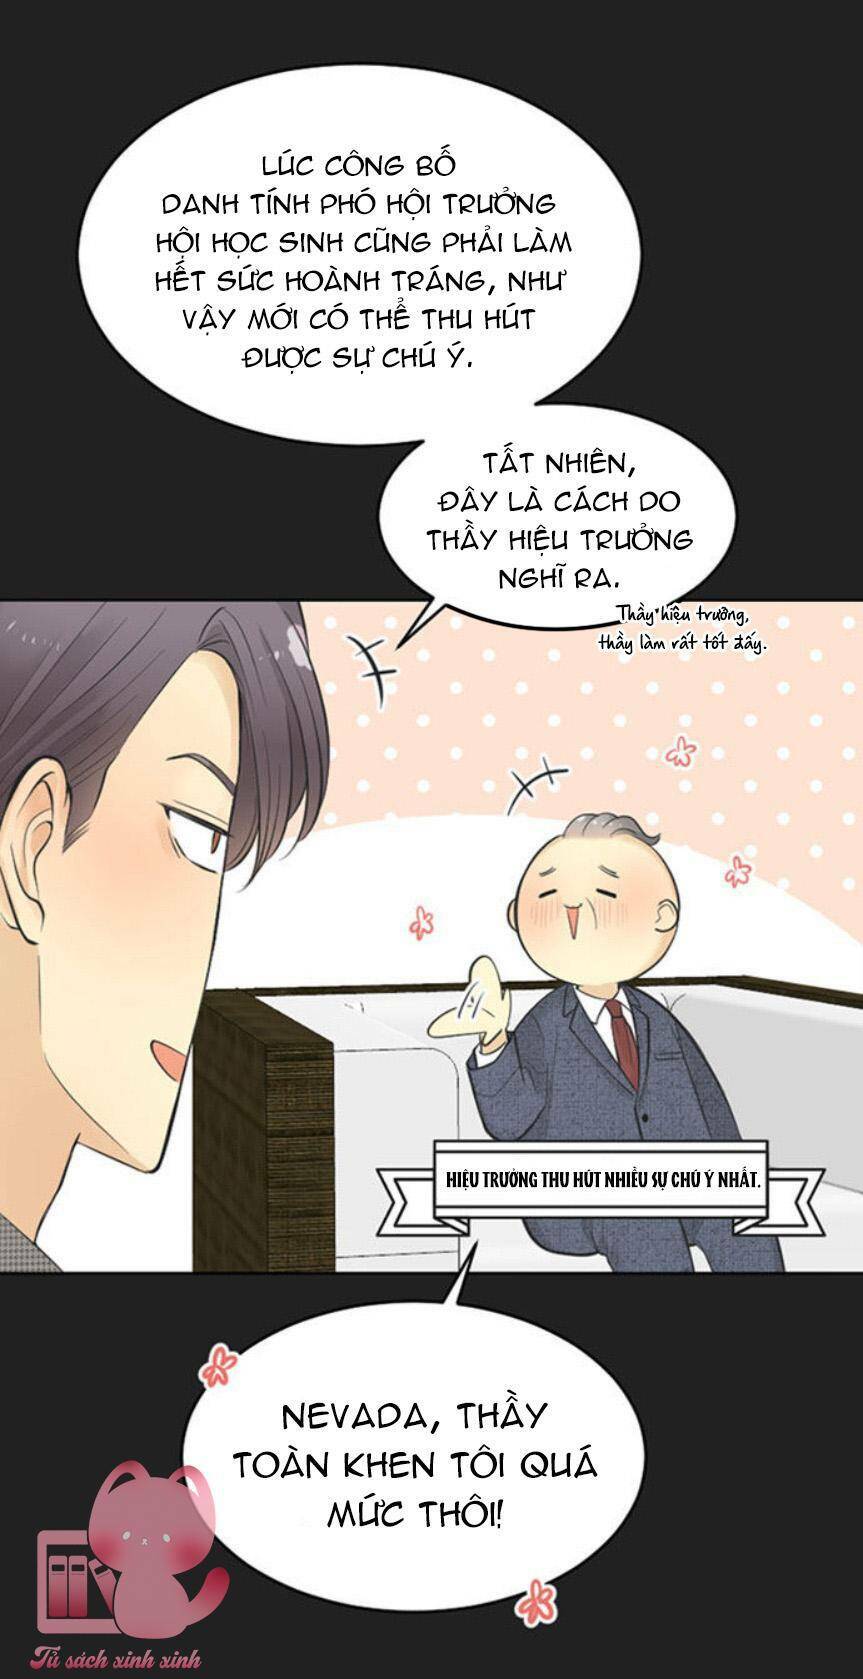 LÚC CÔNG BỐ
DANH TÍNH PHÓ HỘI TRƯỞNG
HỘI HỌC SINH CŨNG PHẢI LÀM
HẾT SỨC HOÀNH TRÁNG, NHƯ
VẬY MỚI CÓ THỂ THU HÚT
ĐƯỢC SỰ CHÚ Ý.
TẤT NHIÊN,
ĐÂY LÀ CÁCH DO
THẦY HIỆU TRƯỞNG
NGHĨ RA.
Thầy hiệu trưởng,
thầy làm rất tốt đấy.
HIỆU TRƯỞNG THU HÚT NHIỀU SỰ CHÚ Ý NHẤT.
NEVADA, THẦY
TOÀN KHEN TÔI QUÁ
MỨC THÔI!
Tủ sách xinh xinh